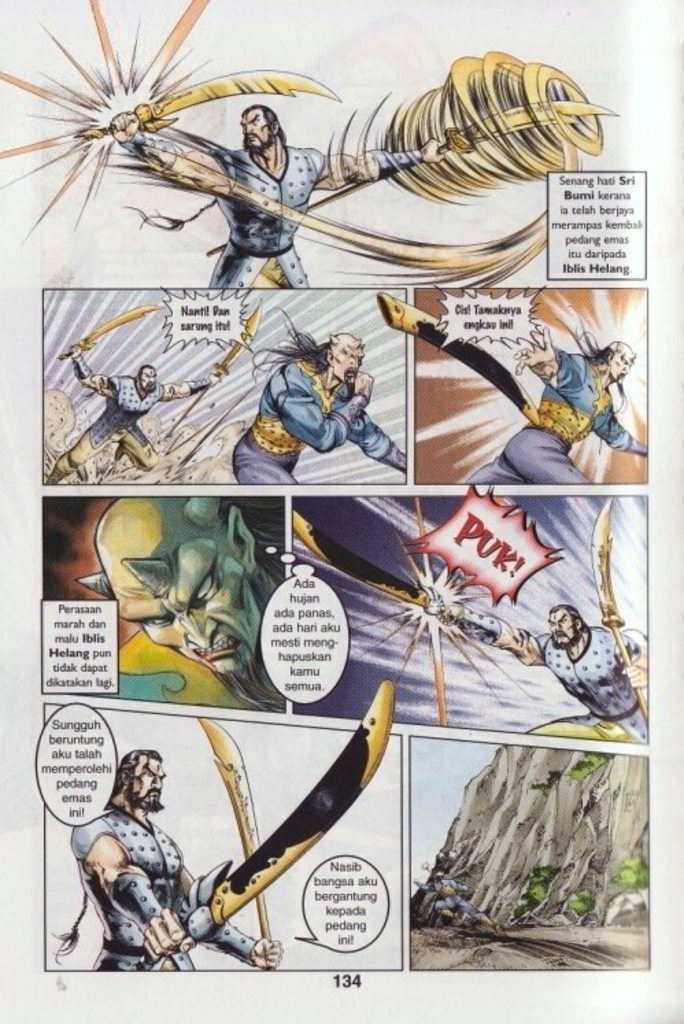 Senang hati Sri
Bumi kerana
ia telah berjaya
merampas kembali
pedang emas
itu daripada
Iblis Helang.
Nanti! Dan
sarung itu!
Cis! Tamaknya
engkau ini!
Perasaan
marah dan
malu Iblis
Helang pun
tidak dapat
dikatakan lagi.
Ada
hujan
ada panas,
ada hari aku
mesti meng-
hapuskan
kamu
semua.
PUK!
Sungguh
beruntung
aku talah
memperolehi
pedang
emas
ini!
Nasib
bangsa aku
bergantung
kepada
pedang
ini!
134